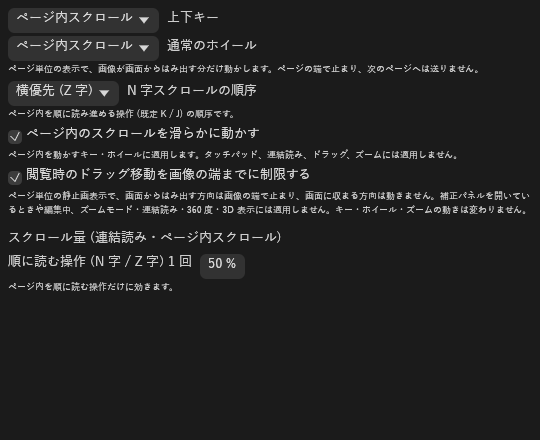 ページ内スクロール 上下キー
ページ内スクロール 通常のホイール
ページ単位の表示で、画像が画面からはみ出す分だけ動かします。ページの端で止まり、次のページへは送りません。
横優先 (Z 字) N 字スクロールの順序
ページ内を順に読み進める操作 (既定 K / J) の順序です。
ページ内のスクロールを滑らかに動かす
ページ内を動かすキー・ホイールに適用します。タッチパッド、連結読み、ドラッグ、ズームには適用しません。
閲覧時のドラッグ移動を画像の端までに制限する
ページ単位の静止画表示で、画面からはみ出す方向は画像の端で止まり、画面に収まる方向は動きません。補正パネルを開いてい
るときや編集中、ズームモード・連結読み・360 度・3D 表示には適用しません。キー・ホイール・ズームの動きは変わりません。
スクロール量 (連結読み・ページ内スクロール)
順に読む操作 (N 字 / Z 字) 1 回 50 %
ページ内を順に読む操作だけに効きます。